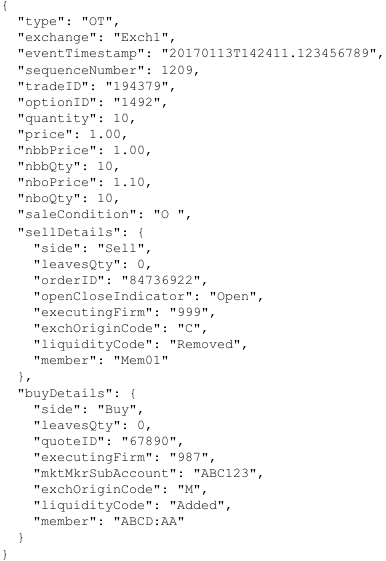 {
  "type": "OT",
  "exchange": "Exch1",
  "eventTimestamp": "20170113T142411.123456789",
  "sequenceNumber": 1209,
  "tradeID": "194379",
  "optionID": "1492",
  "quantity": 10,
  "price": 1.00,
  "nbbPrice": 1.00,
  "nbbQty": 10,
  "nboPrice": 1.10,
  "nboQty": 10,
  "saleCondition": "O ",
  "sellDetails": {
    "side": "Sell",
    "leavesQty": 0,
    "orderID": "84736922",
    "openCloseIndicator": "Open",
    "executingFirm": "999",
    "exchOriginCode": "C",
    "liquidityCode": "Removed",
    "member": "Mem01"
  },
  "buyDetails": {
    "side": "Buy",
    "leavesQty": 0,
    "quoteID": "67890",
    "executingFirm": "987",
    "mktMkrSubAccount": "ABC123",
    "exchOriginCode": "M",
    "liquidityCode": "Added",
    "member": "ABCD:AA"
  }
}